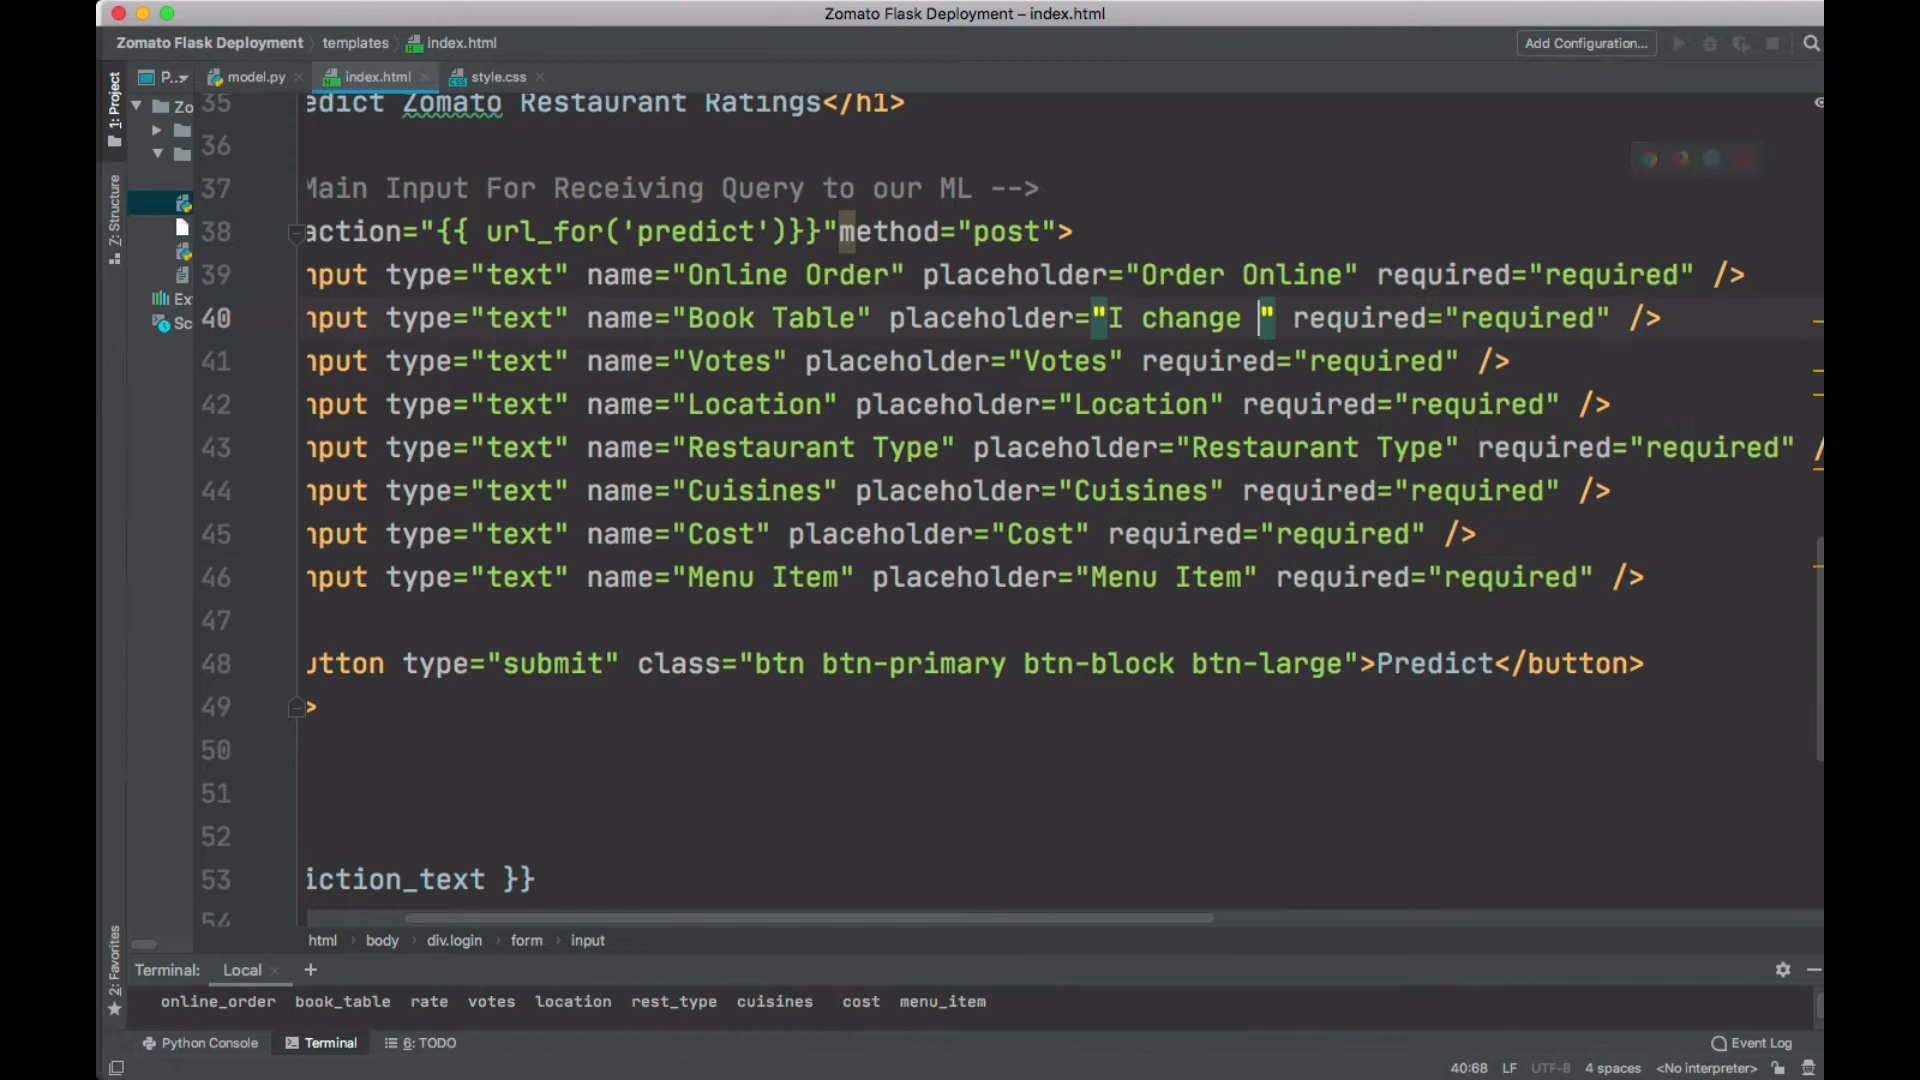 Zomato Flask Deployment – index.html
Zomato Flask Deployment templates index.html Add Configuration...
1: Project P.. model.py index.html style.css
Zo
35 edict Zomato Restaurant Ratings</h1>
36
37 Main Input For Receiving Query to our ML -->
Z: Structure
38 action="{{ url_for('predict')}}"method="post">
39 nput type="text" name="Online Order" placeholder="Order Online" required="required" />
Ex
40 nput type="text" name="Book Table" placeholder="I change " required="required" />
Sc
41 nput type="text" name="Votes" placeholder="Votes" required="required" />
42 nput type="text" name="Location" placeholder="Location" required="required" />
43 nput type="text" name="Restaurant Type" placeholder="Restaurant Type" required="required" /
44 nput type="text" name="Cuisines" placeholder="Cuisines" required="required" />
45 nput type="text" name="Cost" placeholder="Cost" required="required" />
46 nput type="text" name="Menu Item" placeholder="Menu Item" required="required" />
47
48 utton type="submit" class="btn btn-primary btn-block btn-large">Predict</button>
49 >
50
51
52
53 iction_text }}
54
html body div.login form input
2: Favorites
Terminal: Local +
online_order book_table rate votes location rest_type cuisines cost menu_item
Python Console Terminal 6: TODO Event Log
40:68 LF UTF-8 4 spaces <No interpreter>